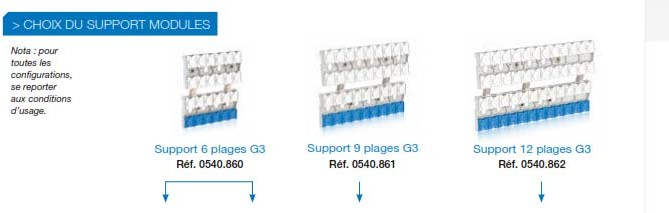 > CHOIX DU SUPPORT MODULES
Nota : pour
toutes les
configurations,
se reporter
aux conditions
d'usage.
Support 6 plages G3
Réf. 0540.860
Support 9 plages G3
Réf. 0540.861
Support 12 plages G3
Réf. 0540.862